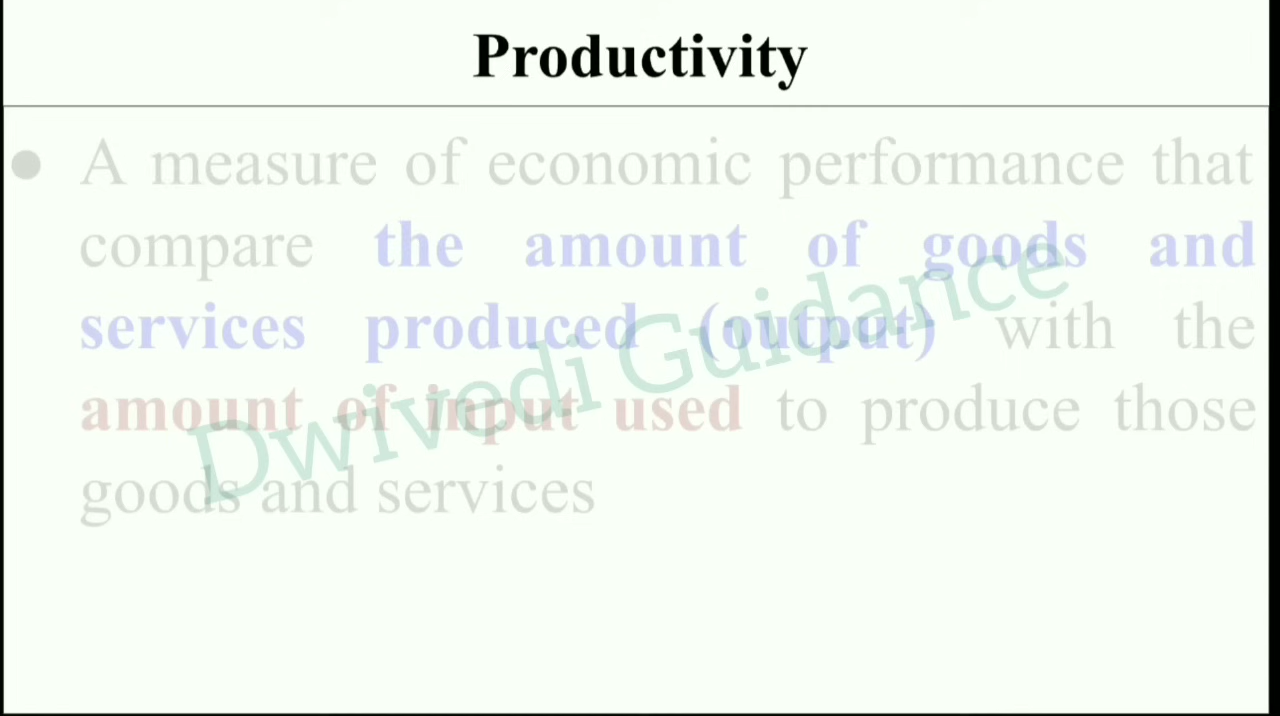 Productivity
● A measure of economic performance that
compare the amount of goods and
services produced (output) with the
amount of input used to produce those
goods and services
Dwivedi Guidance